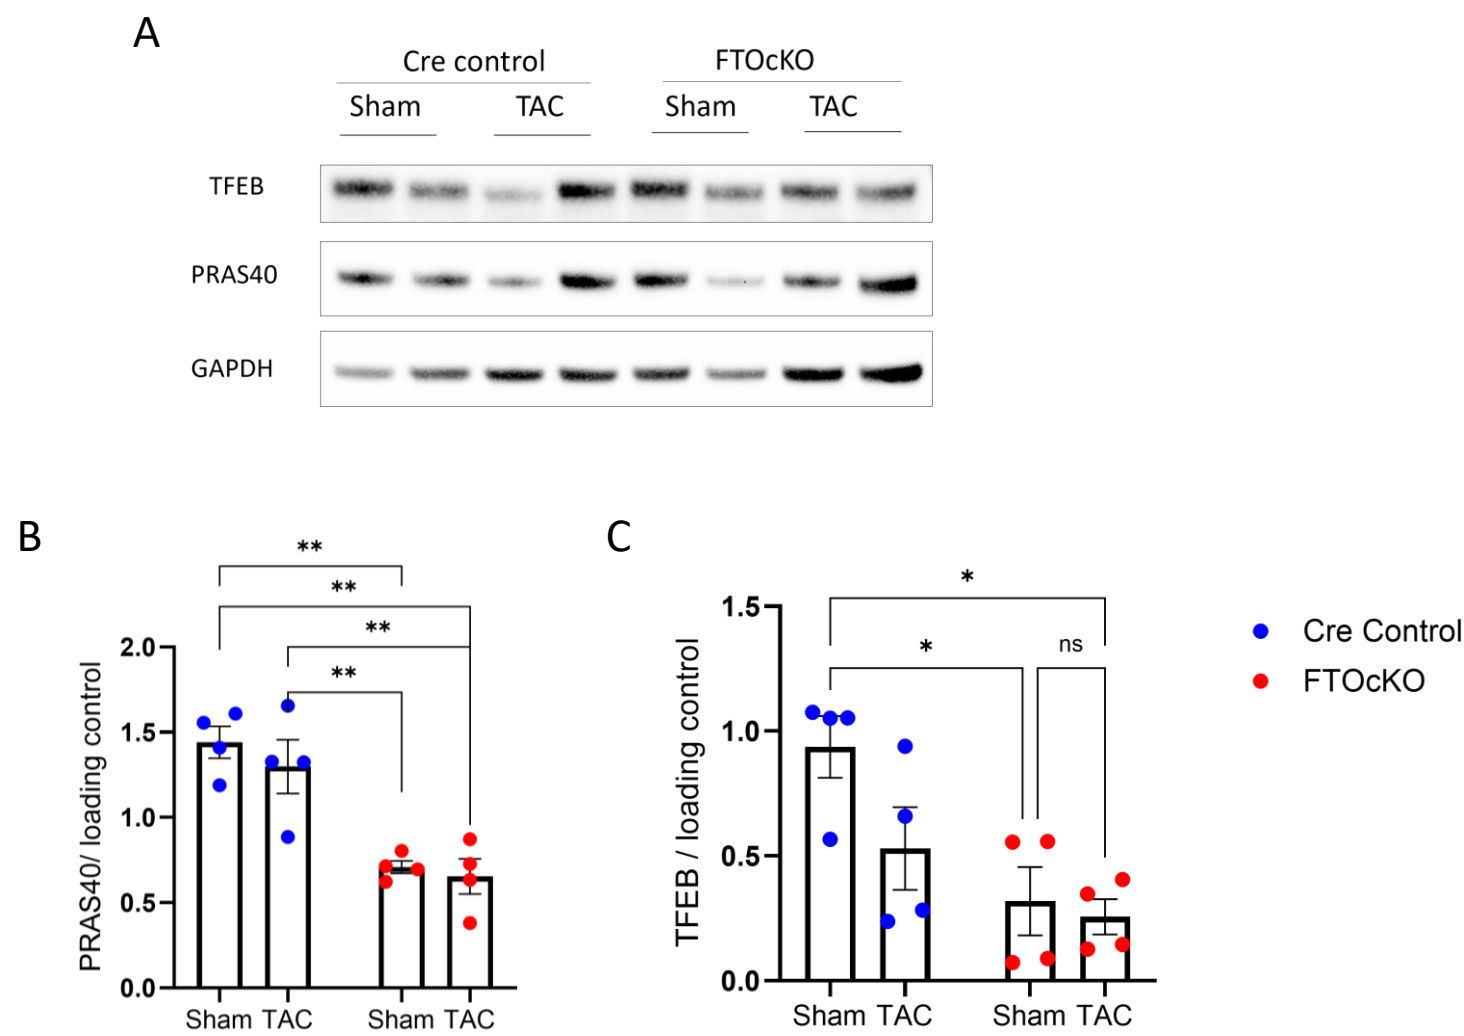 A
Cre control FTOcKO
Sham TAC Sham TAC
TFEB
PRAS40
GAPDH
B
**
**
**
**
PRAS40/ loading control
2.0
1.5
1.0
0.5
0.0
Sham TAC Sham TAC
C
*
*
ns
TFEB / loading control
1.5
1.0
0.5
0.0
Sham TAC Sham TAC
Cre Control
FTOcKO